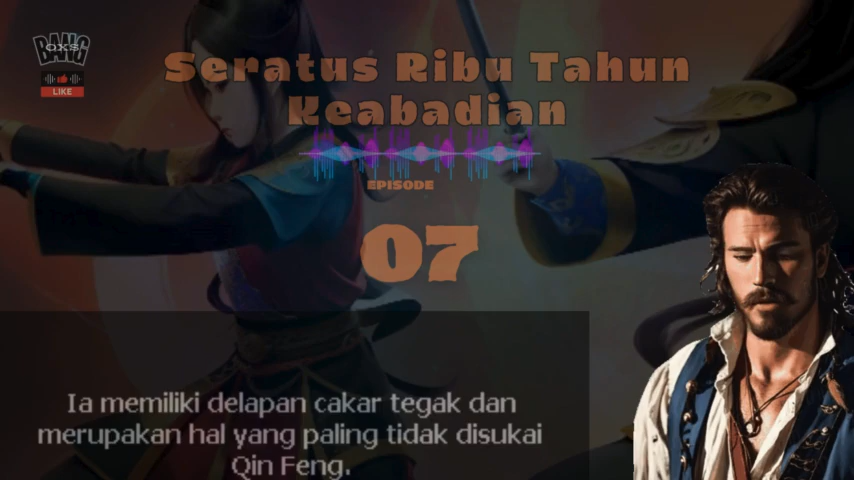 BANG
OXS
LIKE
Seratus Ribu Tahun
Keabadian
EPISODE
07
Ia memiliki delapan cakar tegak dan
merupakan hal yang paling tidak disukai
Qin Feng.